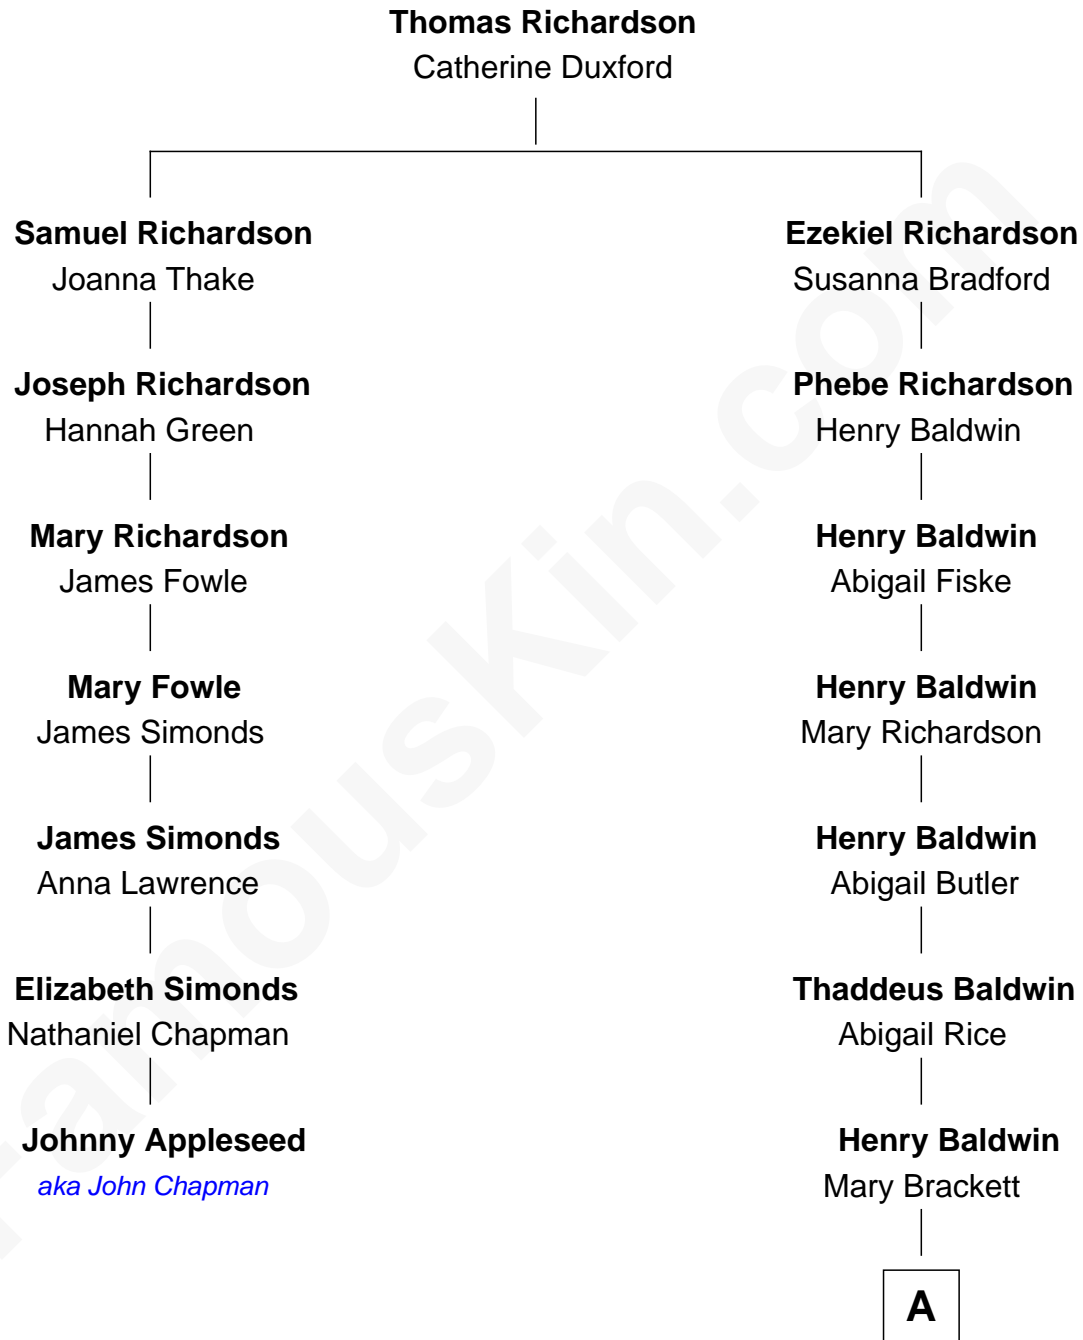 Thomas Richardson
Catherine Duxford
Samuel Richardson
Joanna Thake
Joseph Richardson
Hannah Green
Mary Richardson
James Fowle
Mary Fowle
James Simonds
James Simonds
Anna Lawrence
Elizabeth Simonds
Nathaniel Chapman
Johnny Appleseed
aka John Chapman
Ezekiel Richardson
Susanna Bradford
Phebe Richardson
Henry Baldwin
Henry Baldwin
Abigail Fiske
Henry Baldwin
Mary Richardson
Henry Baldwin
Abigail Butler
Thaddeus Baldwin
Abigail Rice
Henry Baldwin
Mary Brackett
A
FamousKin.com